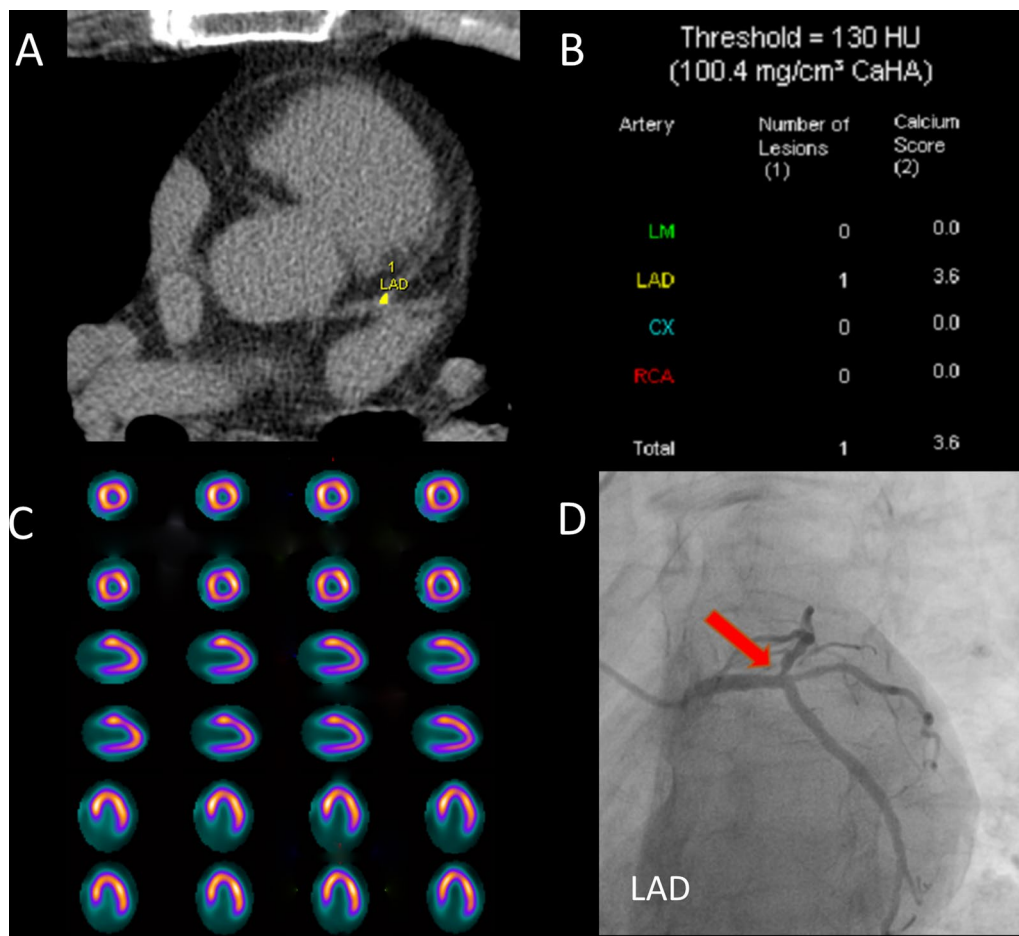 A
1
LAD
B
Threshold = 130 HU
(100.4 mg/cm³ CaHA)
Artery Number of Lesions (1) Calcium Score (2)
LM 0 0.0
LAD 1 3.6
CX 0 0.0
RCA 0 0.0
Total 1 3.6
C
D
LAD